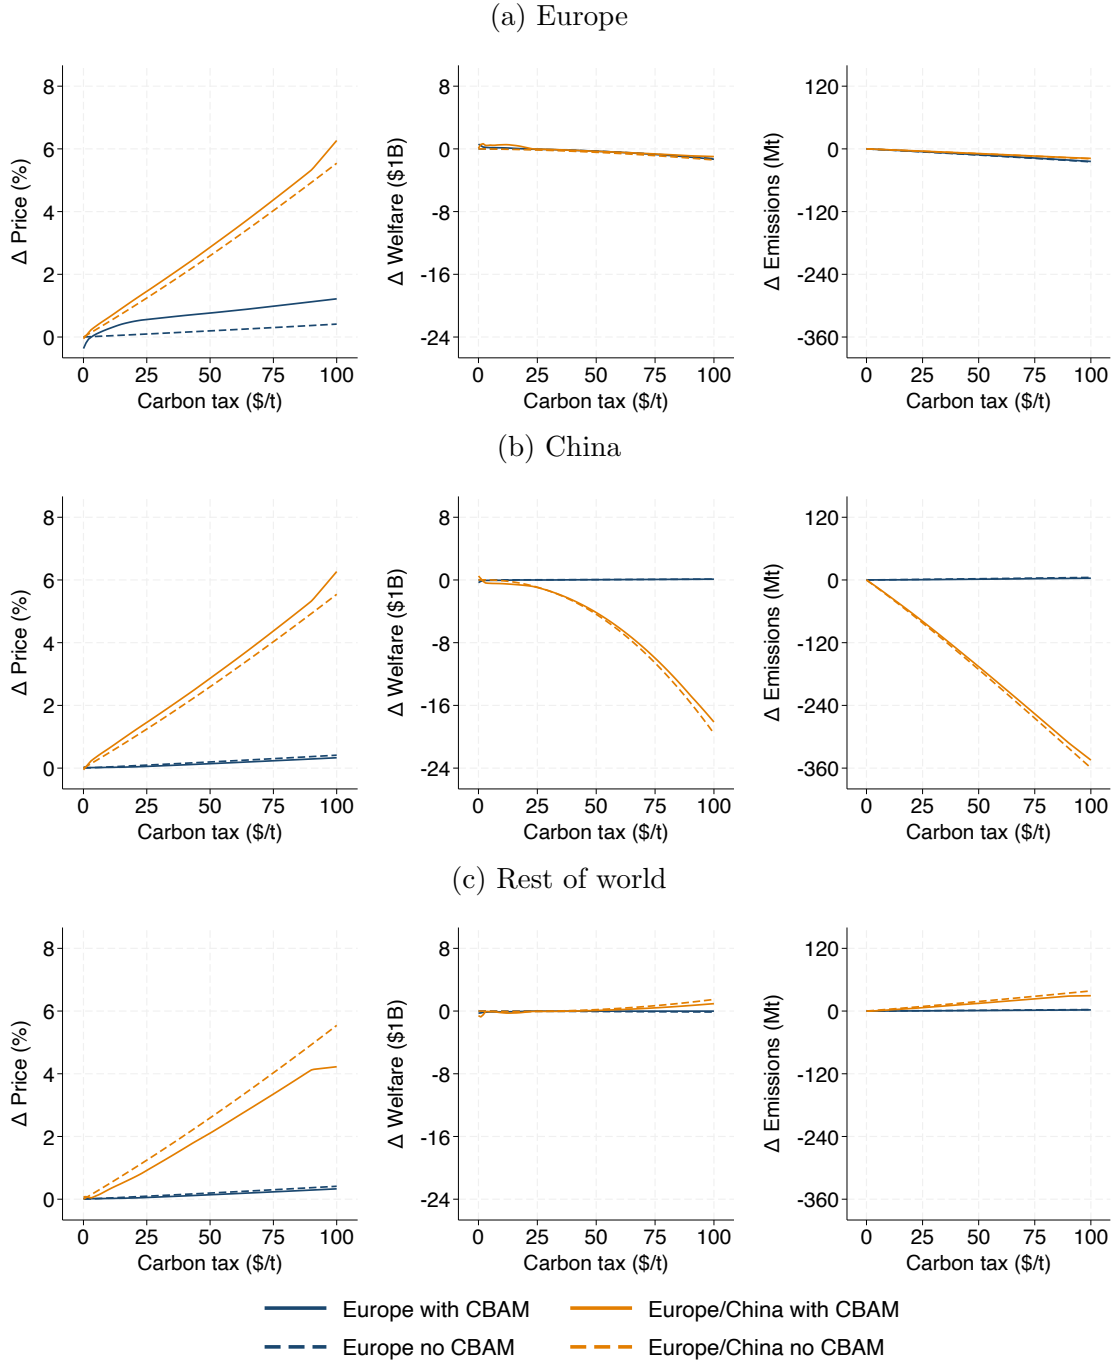 (a) Europe
Δ Price (%)
8
6
4
2
0
0 25 50 75 100
Carbon tax ($/t)
Δ Welfare ($1B)
8
0
-8
-16
-24
0 25 50 75 100
Carbon tax ($/t)
Δ Emissions (Mt)
120
0
-120
-240
-360
0 25 50 75 100
Carbon tax ($/t)
(b) China
Δ Price (%)
8
6
4
2
0
0 25 50 75 100
Carbon tax ($/t)
Δ Welfare ($1B)
8
0
-8
-16
-24
0 25 50 75 100
Carbon tax ($/t)
Δ Emissions (Mt)
120
0
-120
-240
-360
0 25 50 75 100
Carbon tax ($/t)
(c) Rest of world
Δ Price (%)
8
6
4
2
0
0 25 50 75 100
Carbon tax ($/t)
Δ Welfare ($1B)
8
0
-8
-16
-24
0 25 50 75 100
Carbon tax ($/t)
Δ Emissions (Mt)
120
0
-120
-240
-360
0 25 50 75 100
Carbon tax ($/t)
Europe with CBAM
Europe/China with CBAM
Europe no CBAM
Europe/China no CBAM